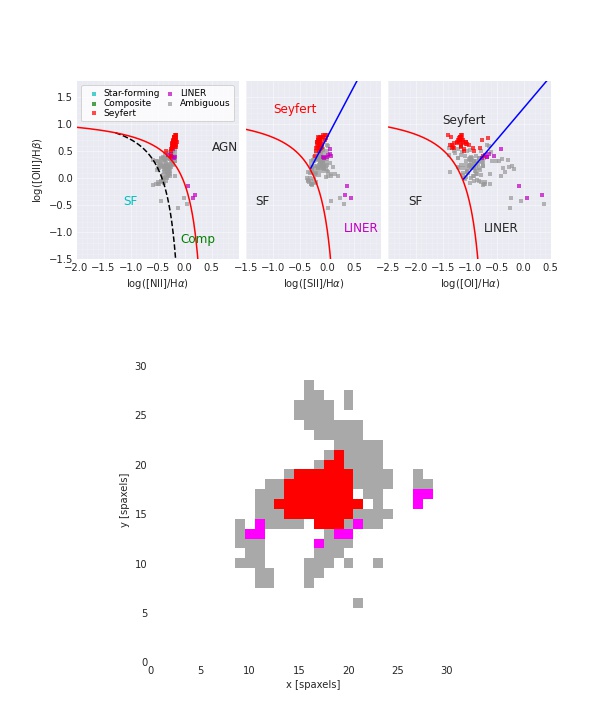 Star-forming
Composite
Seyfert
LINER
Ambiguous
log([OIII]/Hβ)
1.5
1.0
0.5
0.0
−0.5
−1.0
−1.5
AGN
SF
Comp
−2.0 −1.5 −1.0 −0.5 0.0 0.5
log([NII]/Hα)
Seyfert
SF
LINER
−1.5 −1.0 −0.5 0.0 0.5
log([SII]/Hα)
Seyfert
SF
LINER
−2.5 −2.0 −1.5 −1.0 −0.5 0.0 0.5
log([OI]/Hα)
y [spaxels]
30
25
20
15
10
5
0
0 5 10 15 20 25 30
x [spaxels]